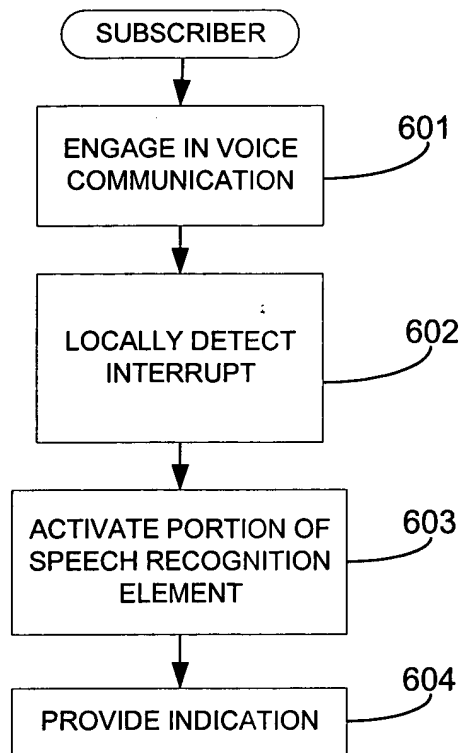 SUBSCRIBER
ENGAGE IN VOICE
COMMUNICATION
601
LOCALLY DETECT
INTERRUPT
602
ACTIVATE PORTION OF
SPEECH RECOGNITION
ELEMENT
603
PROVIDE INDICATION
604